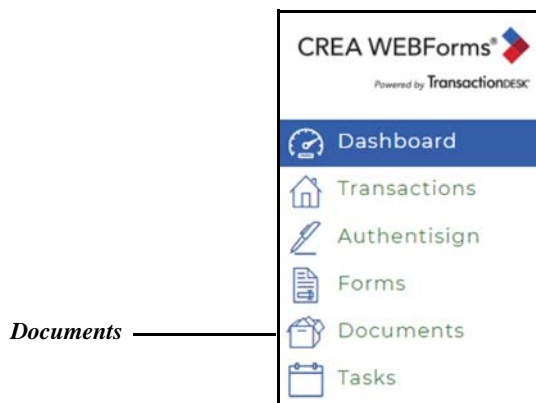 CREA WEBForms®
Powered by TransactionDESK
Dashboard
Transactions
Authentisign
Forms
Documents
Documents
Tasks